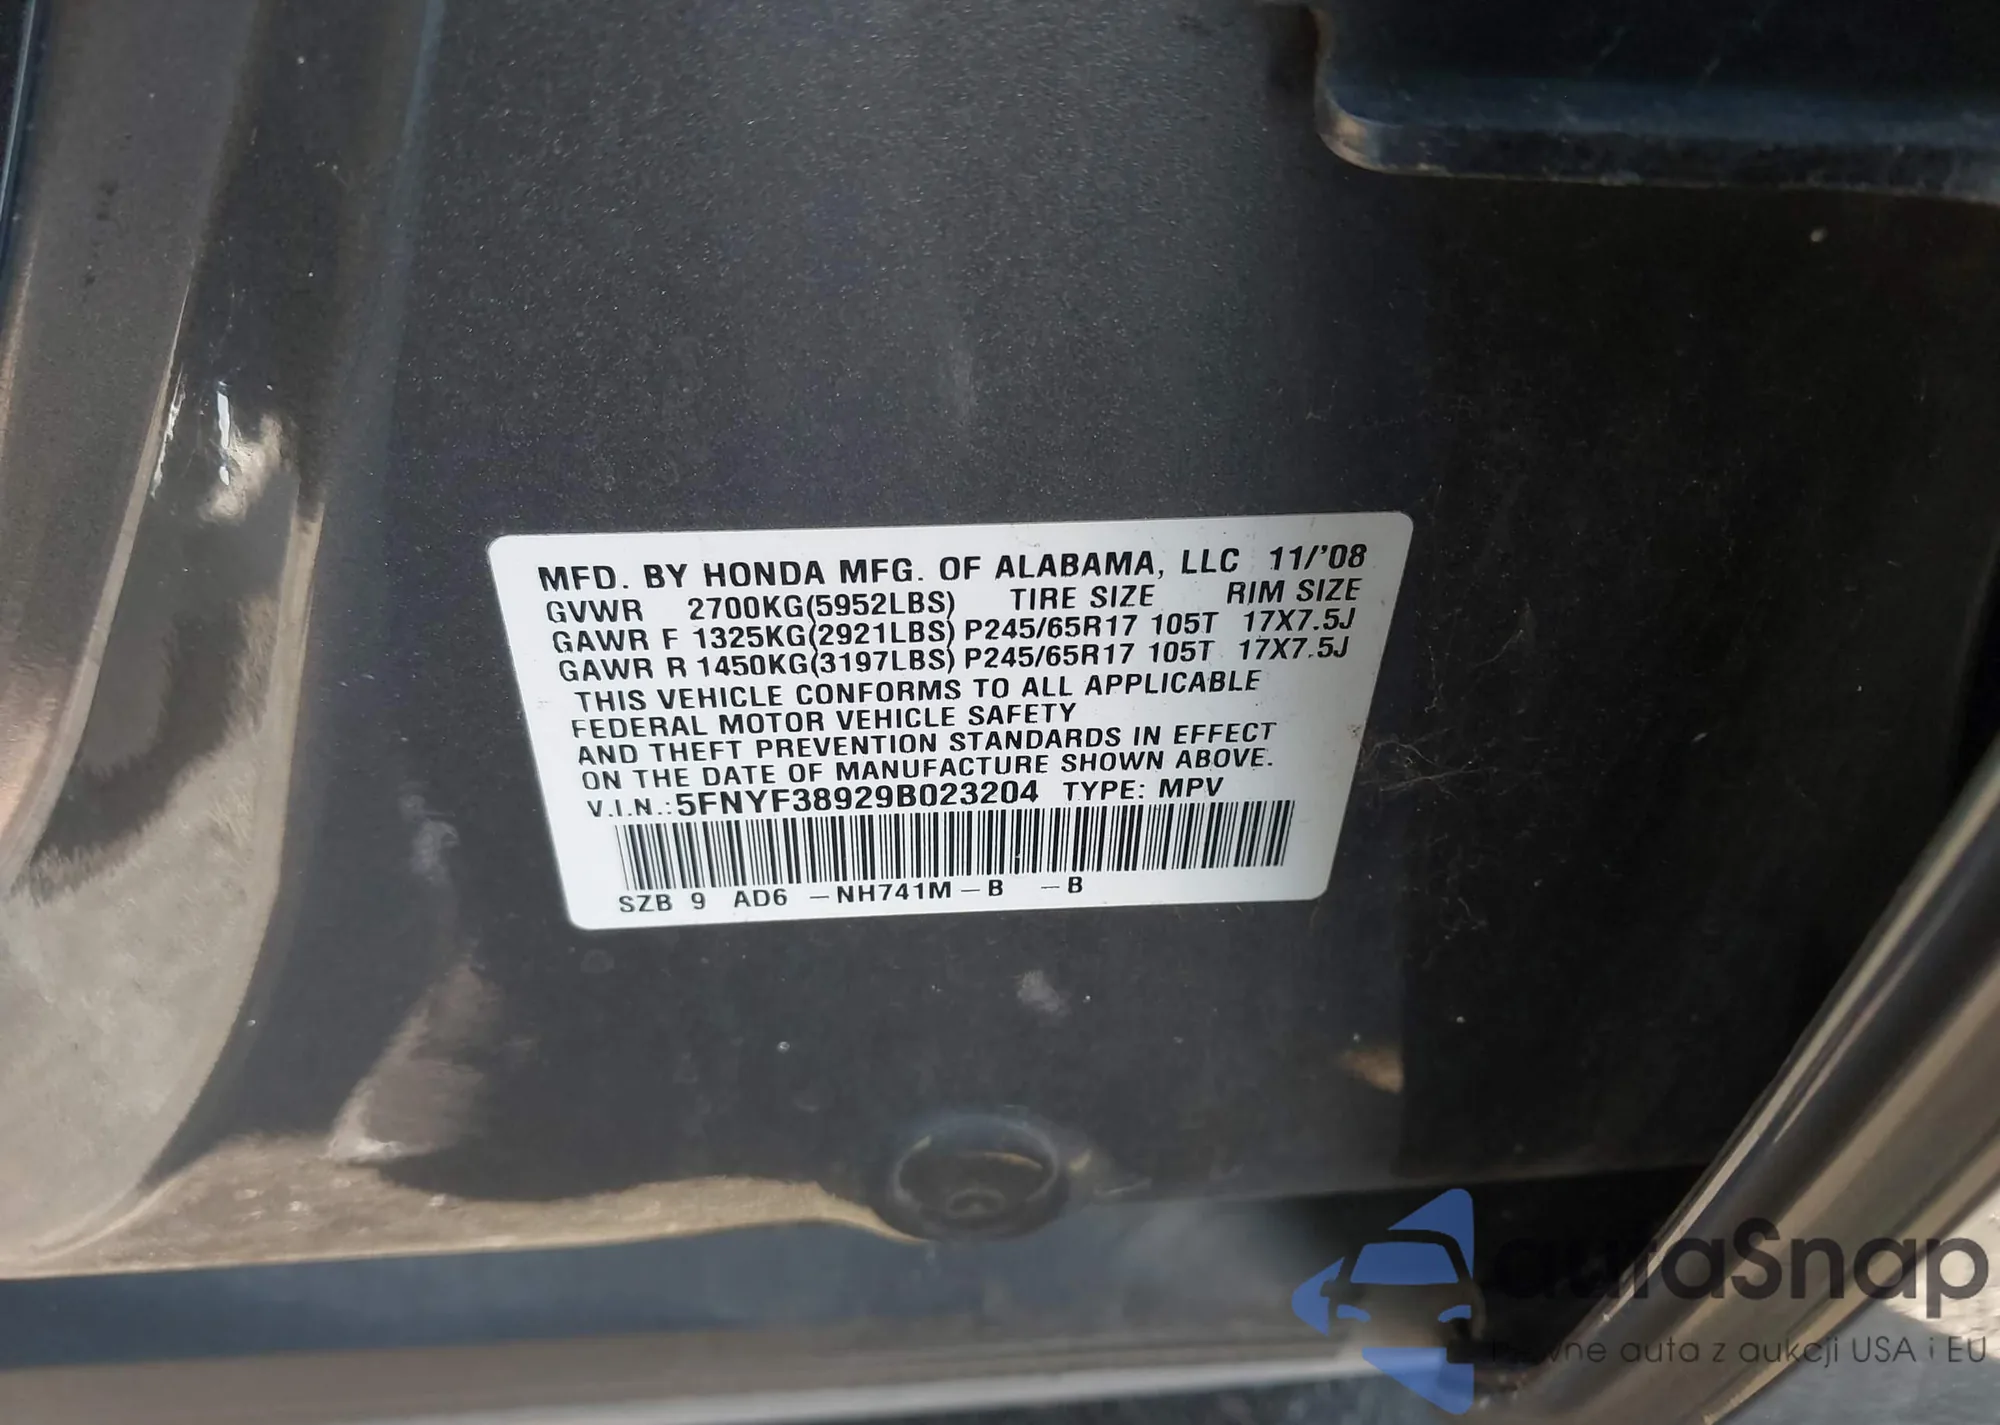 MFD. BY HONDA MFG. OF ALABAMA, LLC 11/'08
GVWR 2700KG(5952LBS) TIRE SIZE RIM SIZE
GAWR F 1325KG(2921LBS) P245/65R17 105T 17X7.5J
GAWR R 1450KG(3197LBS) P245/65R17 105T 17X7.5J
THIS VEHICLE CONFORMS TO ALL APPLICABLE
FEDERAL MOTOR VEHICLE SAFETY
AND THEFT PREVENTION STANDARDS IN EFFECT
ON THE DATE OF MANUFACTURE SHOWN ABOVE.
V.I.N.: 5FNYF38929B023204 TYPE: MPV
SZB 9 AD6 -NH741M-B -B
auraSnap
auta z aukcji USA i EU